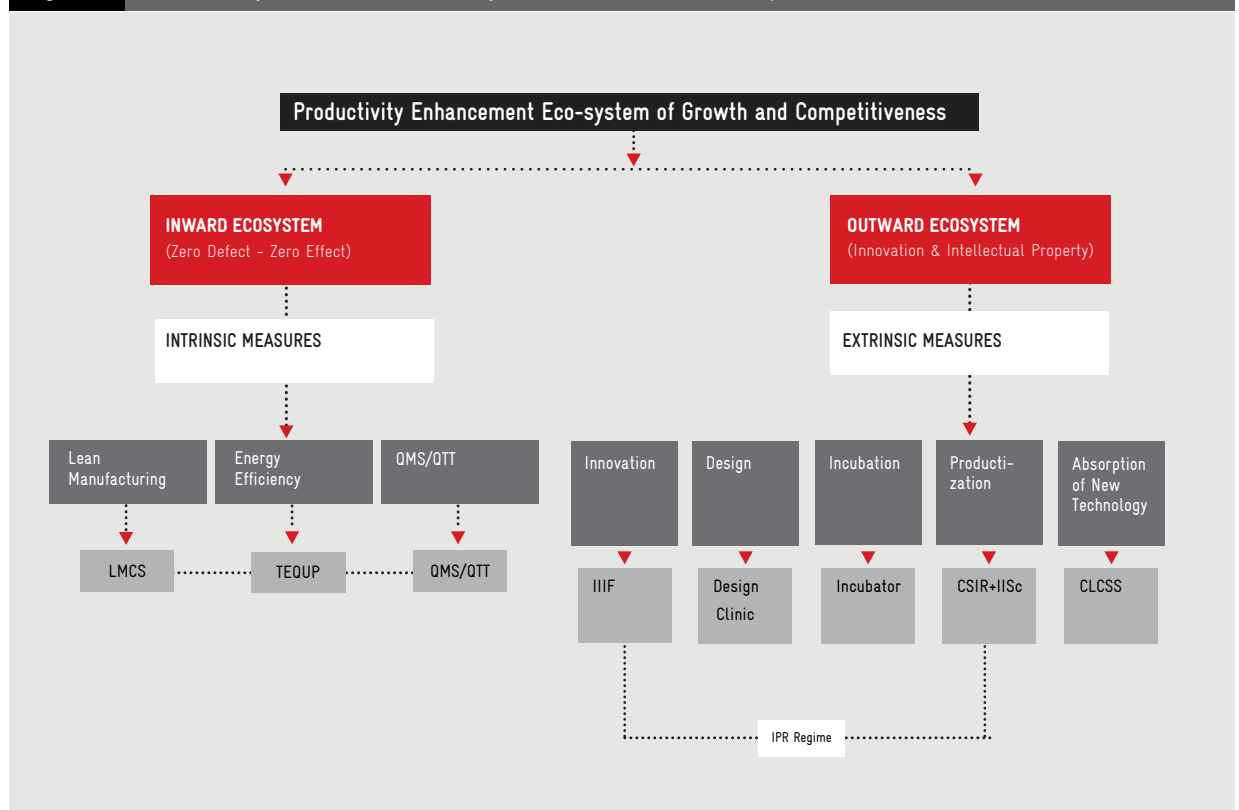 Productivity Enhancement Eco-system of Growth and Competitiveness
INWARD ECOSYSTEM
(Zero Defect - Zero Effect)
OUTWARD ECOSYSTEM
(Innovation & Intellectual Property)
INTRINSIC MEASURES
EXTRINSIC MEASURES
Lean
Manufacturing
Energy
Efficiency
QMS/QTT
Innovation
Design
Incubation
Producti-
zation
Absorption
of New
Technology
LMCS
TEQUP
QMS/QTT
IIIF
Design
Clinic
Incubator
CSIR+IISc
CLCSS
IPR Regime